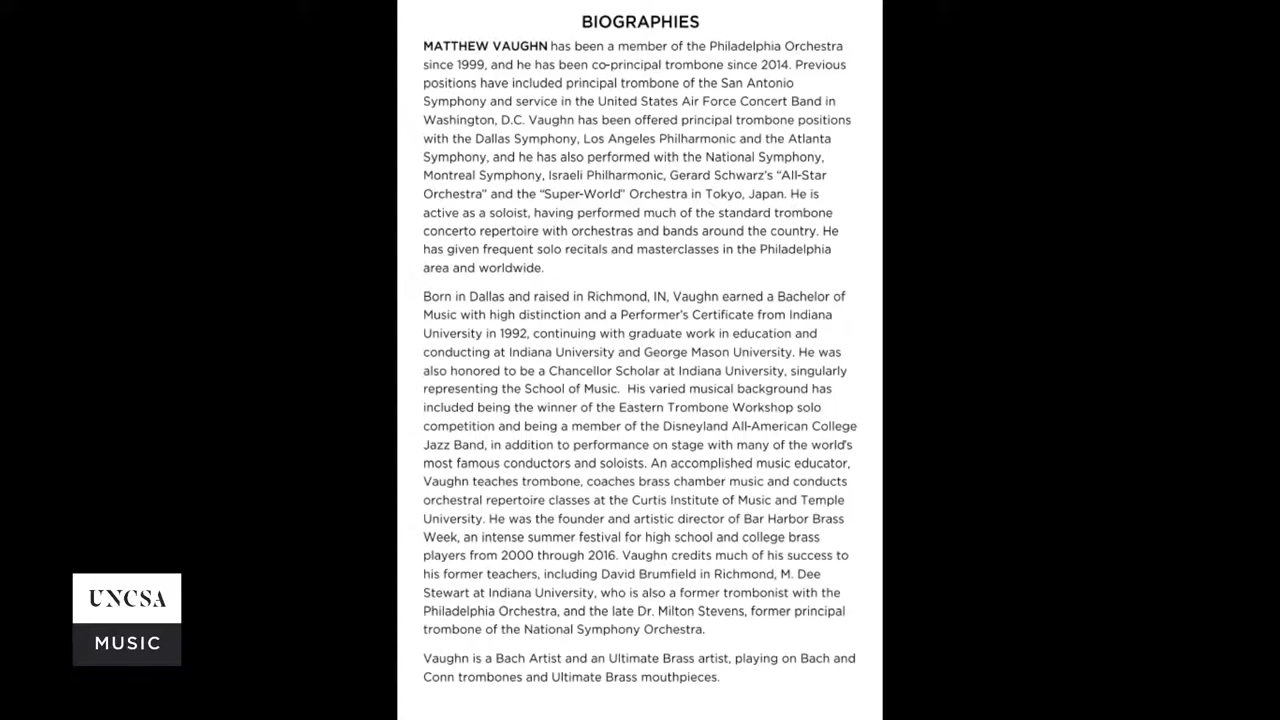 BIOGRAPHIES
MATTHEW VAUGHN has been a member of the Philadelphia Orchestra
since 1999, and he has been co-principal trombone since 2014. Previous
positions have included principal trombone of the San Antonio
Symphony and service in the United States Air Force Concert Band in
Washington, D.C. Vaughn has been offered principal trombone positions
with the Dallas Symphony, Los Angeles Philharmonic and the Atlanta
Symphony, and he has also performed with the National Symphony,
Montreal Symphony, Israeli Philharmonic, Gerard Schwarz's “All-Star
Orchestra” and the “Super-World” Orchestra in Tokyo, Japan. He is
active as a soloist, having performed much of the standard trombone
concerto repertoire with orchestras and bands around the country. He
has given frequent solo recitals and masterclasses in the Philadelphia
area and worldwide.
Born in Dallas and raised in Richmond, IN, Vaughn earned a Bachelor of
Music with high distinction and a Performer's Certificate from Indiana
University in 1992, continuing with graduate work in education and
conducting at Indiana University and George Mason University. He was
also honored to be a Chancellor Scholar at Indiana University, singularly
representing the School of Music. His varied musical background has
included being the winner of the Eastern Trombone Workshop solo
competition and being a member of the Disneyland All-American College
Jazz Band, in addition to performance on stage with many of the world's
most famous conductors and soloists. An accomplished music educator,
Vaughn teaches trombone, coaches brass chamber music and conducts
orchestral repertoire classes at the Curtis Institute of Music and Temple
University. He was the founder and artistic director of Bar Harbor Brass
Week, an intense summer festival for high school and college brass
players from 2000 through 2016. Vaughn credits much of his success to
his former teachers, including David Brumfield in Richmond, M. Dee
Stewart at Indiana University, who is also a former trombonist with the
Philadelphia Orchestra, and the late Dr. Milton Stevens, former principal
trombone of the National Symphony Orchestra.
Vaughn is a Bach Artist and an Ultimate Brass artist, playing on Bach and
Conn trombones and Ultimate Brass mouthpieces.
UNCSA
MUSIC